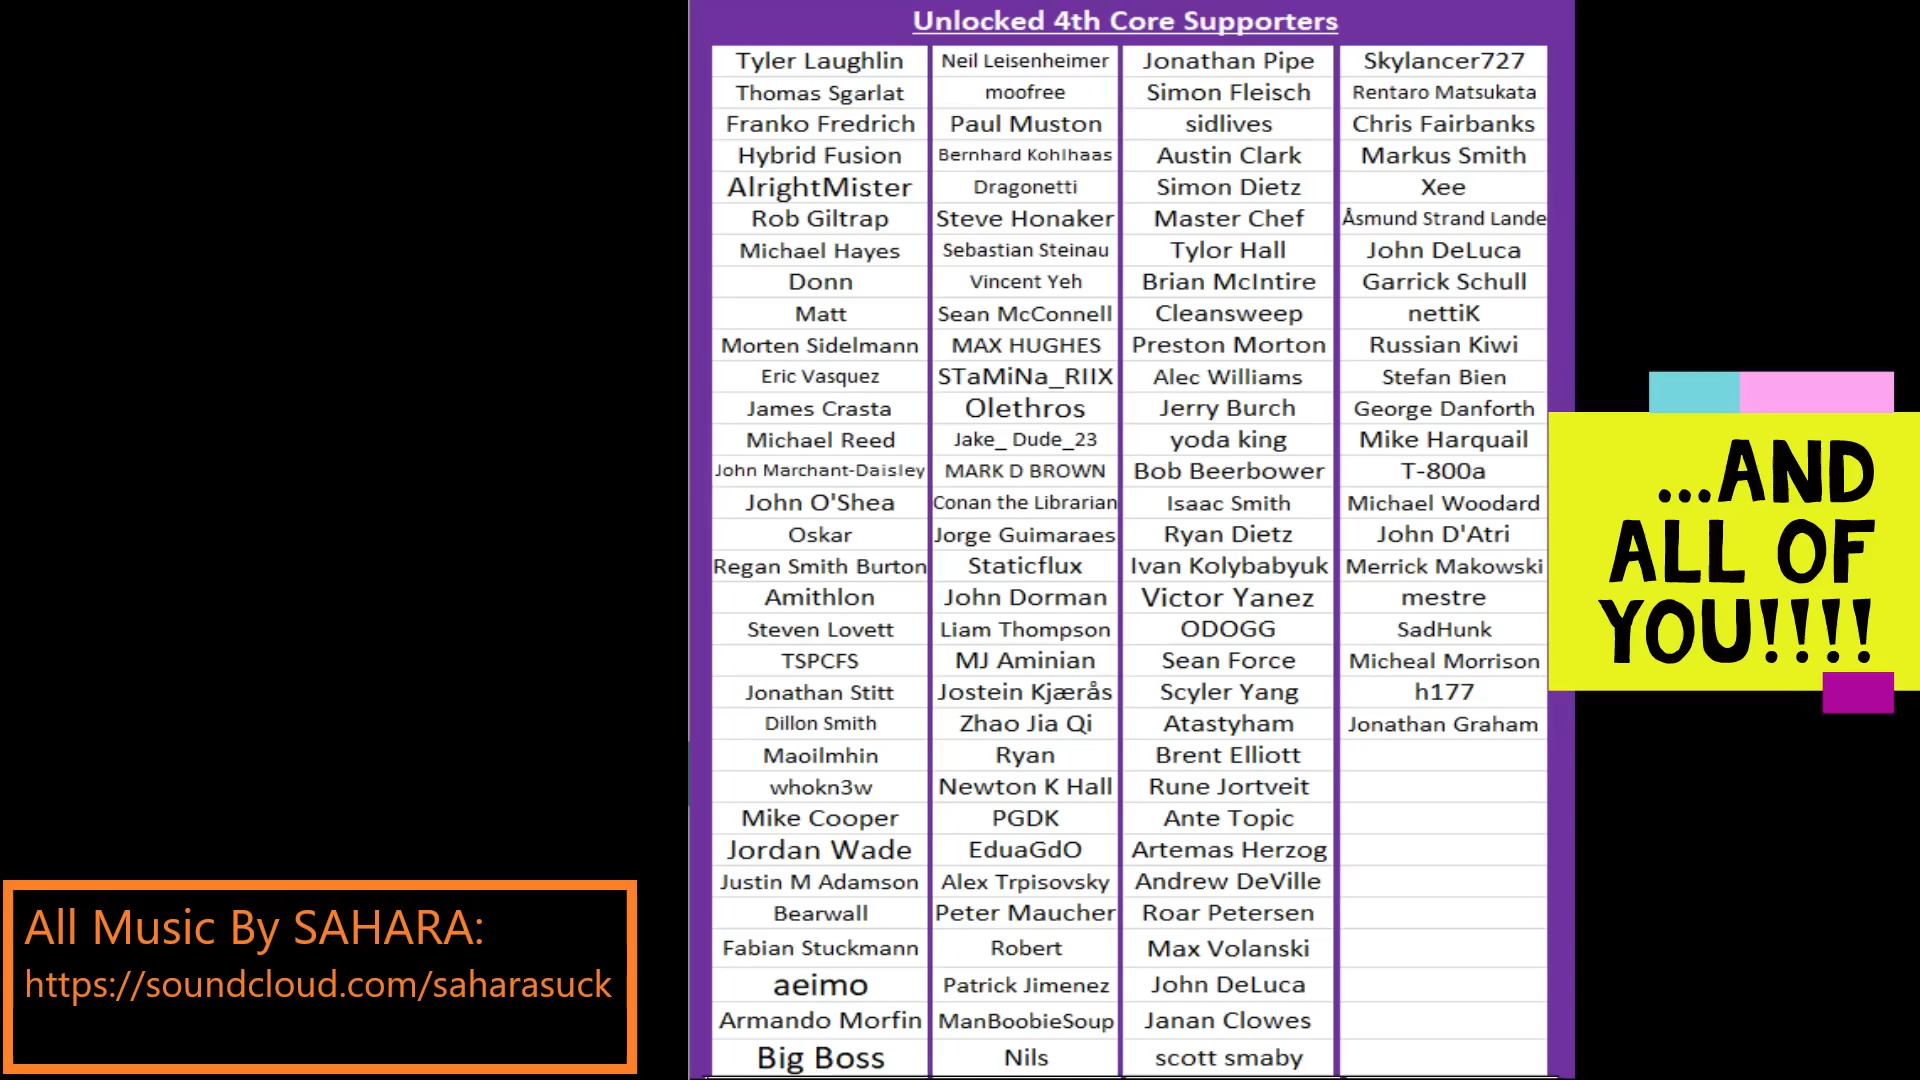 Unlocked 4th Core Supporters
Tyler Laughlin Neil Leisenheimer Jonathan Pipe Skylancer727
Thomas Sgarlat moofree Simon Fleisch Rentaro Matsukata
Franko Fredrich Paul Muston sidlives Chris Fairbanks
Hybrid Fusion Bernhard Kohlhaas Austin Clark Markus Smith
AlrightMister Dragonetti Simon Dietz Xee
Rob Giltrap Steve Honaker Master Chef Åsmund Strand Lande
Michael Hayes Sebastian Steinau Tylor Hall John DeLuca
Donn Vincent Yeh Brian McIntire Garrick Schull
Matt Sean McConnell Cleansweep nettiK
Morten Sidelmann MAX HUGHES Preston Morton Russian Kiwi
Eric Vasquez STaMiNa_RIIX Alec Williams Stefan Bien
James Crasta Olethros Jerry Burch George Danforth
Michael Reed Jake_ Dude_23 yoda king Mike Harquail
John Marchant-Daisley MARK D BROWN Bob Beerbower T-800a
John O'Shea Conan the Librarian Isaac Smith Michael Woodard
Oskar Jorge Guimaraes Ryan Dietz John D'Atri
Regan Smith Burton Staticflux Ivan Kolybabyuk Merrick Makowski
Amithlon John Dorman Victor Yanez mestre
Steven Lovett Liam Thompson ODOGG SadHunk
TSPCFS MJ Aminian Sean Force Micheal Morrison
Jonathan Stitt Jostein Kjærås Scyler Yang h177
Dillon Smith Zhao Jia Qi Atastyham Jonathan Graham
Maoilmhin Ryan Brent Elliott
whokn3w Newton K Hall Rune Jortveit
Mike Cooper PGDK Ante Topic
Jordan Wade EduaGdO Artemas Herzog
Justin M Adamson Alex Trpisovsky Andrew DeVille
Bearwall Peter Maucher Roar Petersen
Fabian Stuckmann Robert Max Volanski
aeimo Patrick Jimenez John DeLuca
Armando Morfin ManBoobieSoup Janan Clowes
Big Boss Nils scott smaby
...AND
ALL OF
YOU!!!!
All Music By SAHARA:
https://soundcloud.com/saharasuck